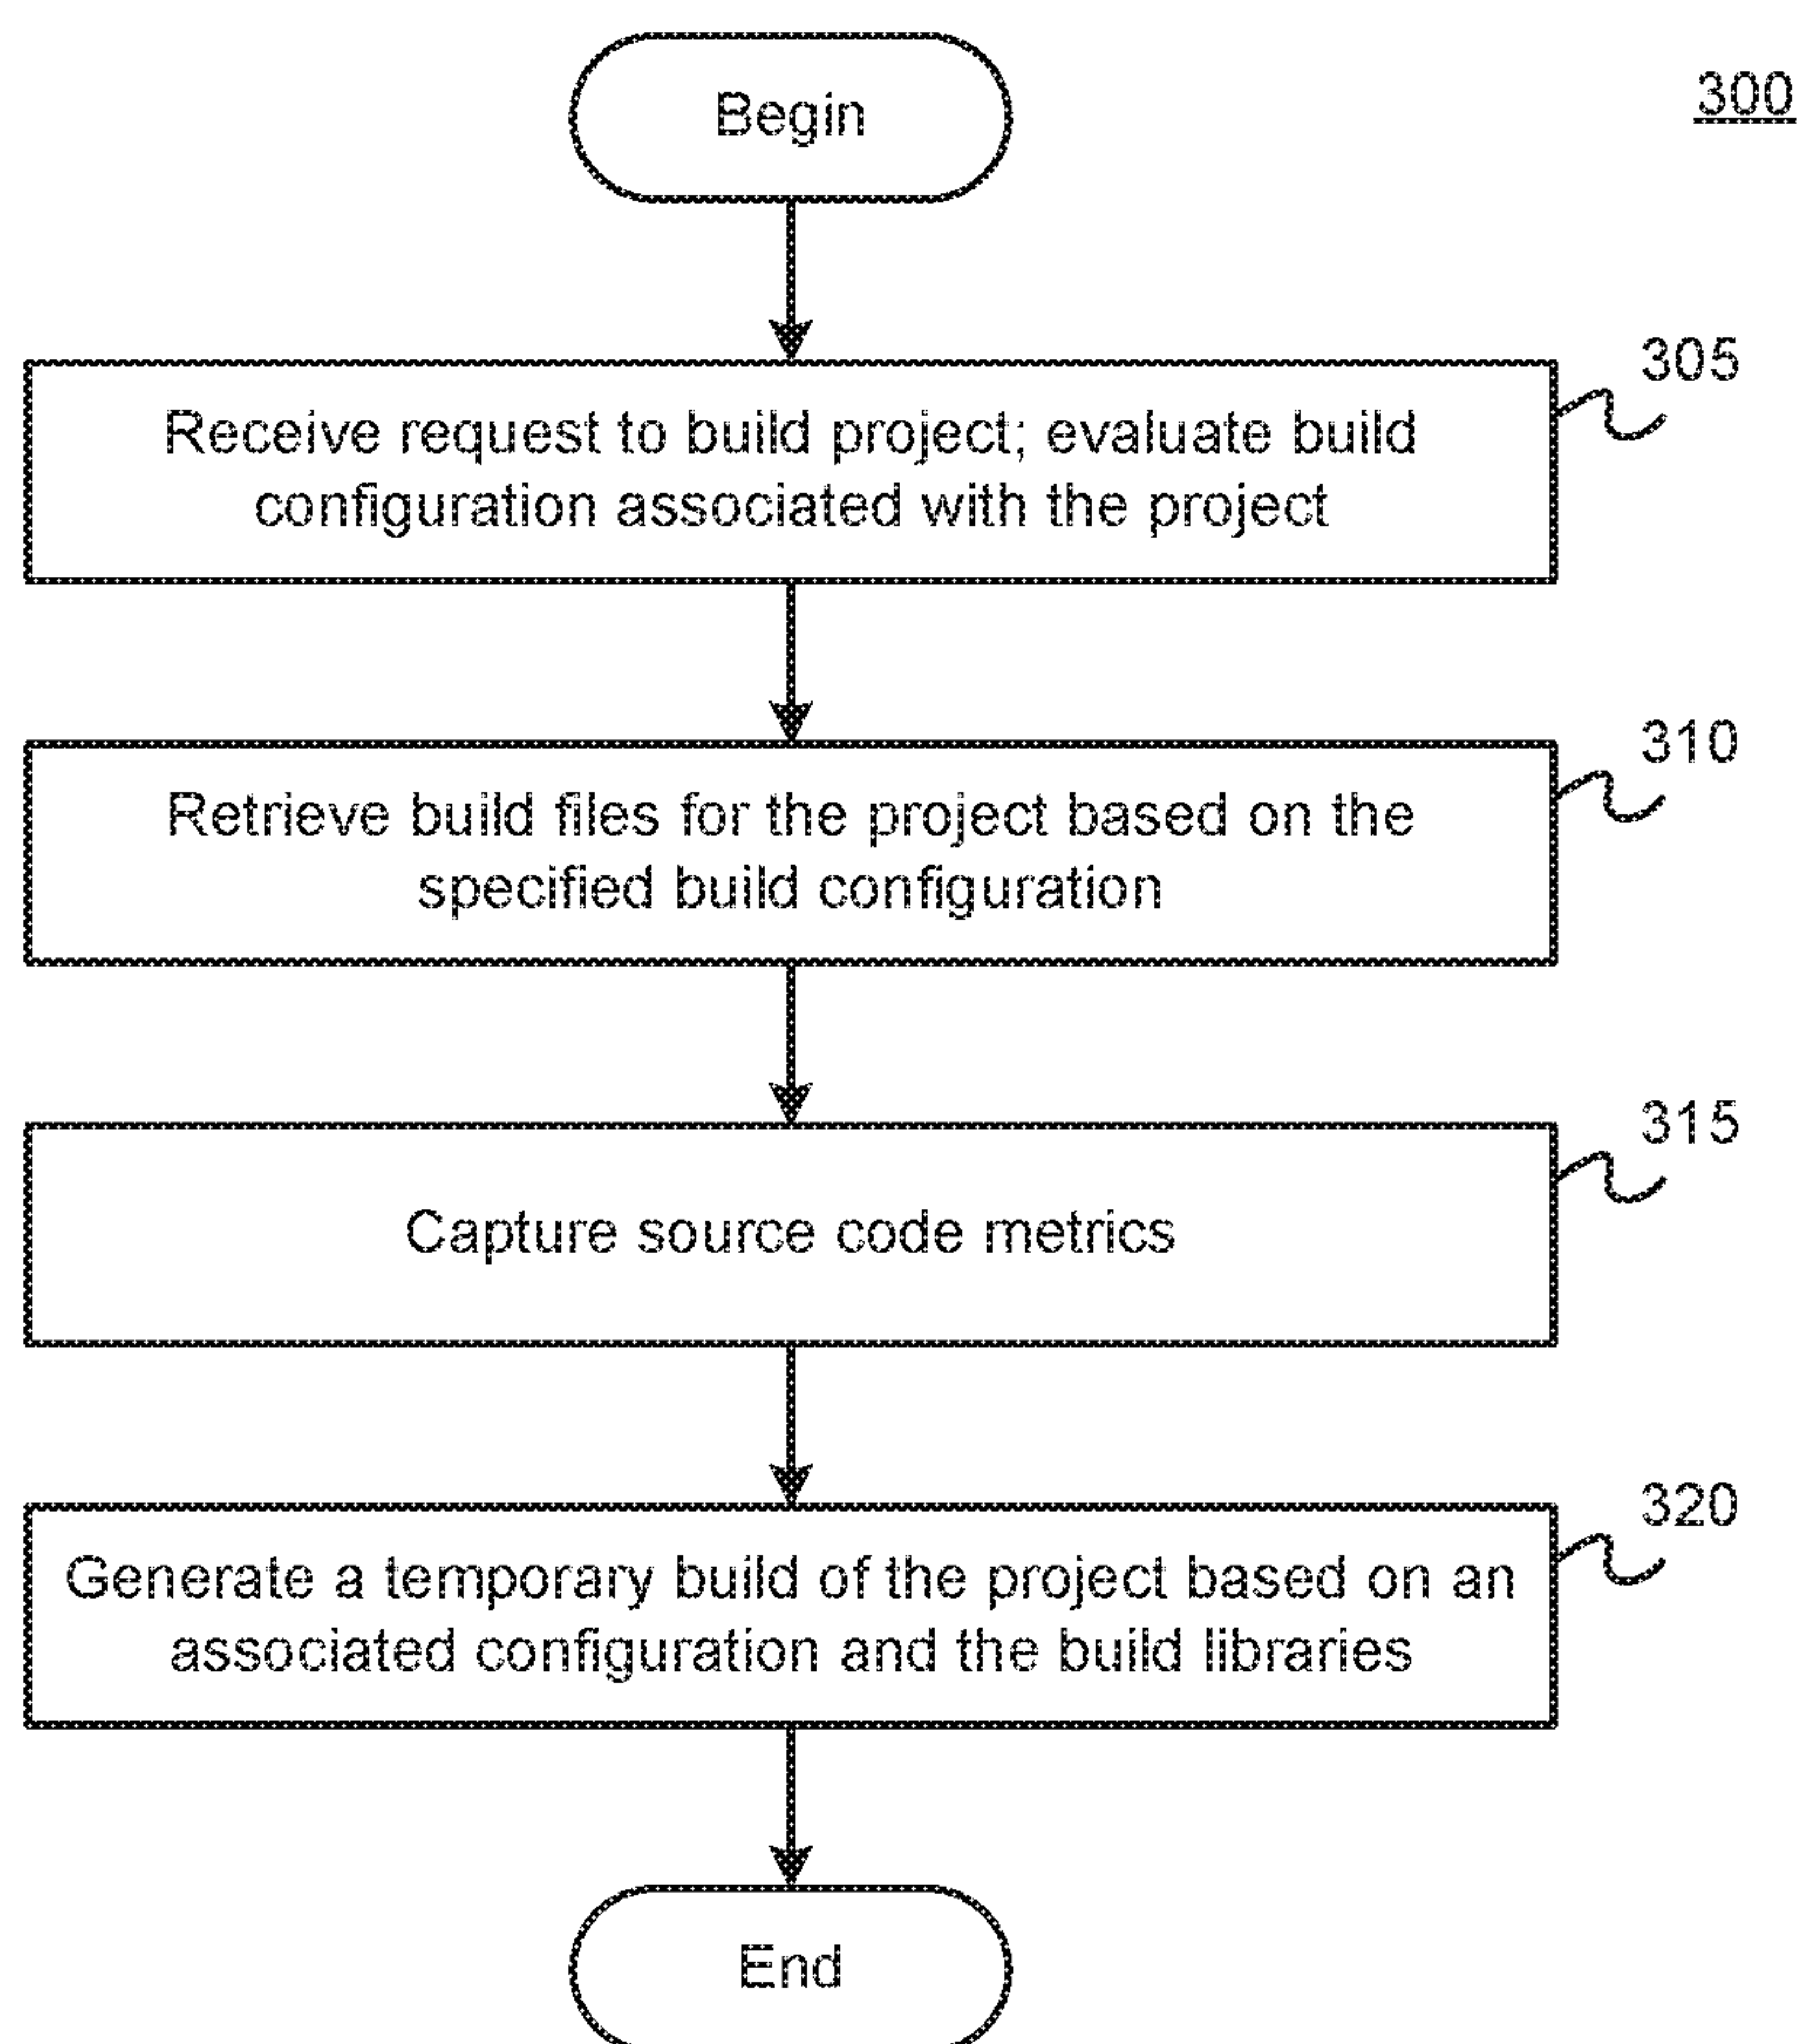 Begin
300
305
Receive request to build project; evaluate build
configuration associated with the project
310
Retrieve build files for the project based on the
specified build configuration
315
Capture source code metrics
320
Generate a temporary build of the project based on an
associated configuration and the build libraries
End